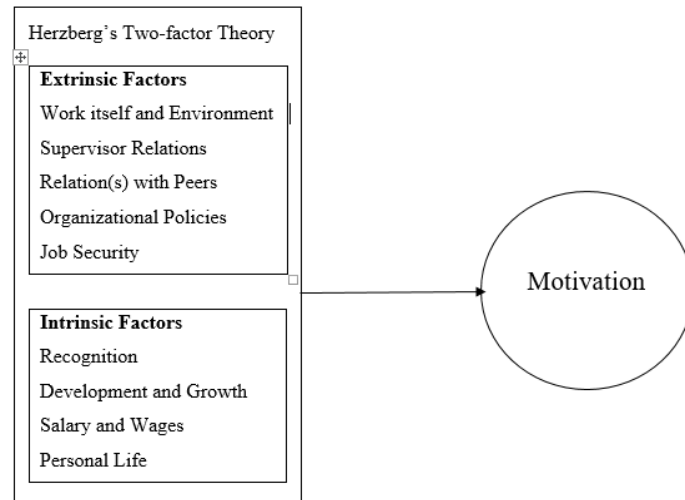 Herzberg's Two-factor Theory
Extrinsic Factors
Work itself and Environment
Supervisor Relations
Relation(s) with Peers
Organizational Policies
Job Security
Motivation
Intrinsic Factors
Recognition
Development and Growth
Salary and Wages
Personal Life